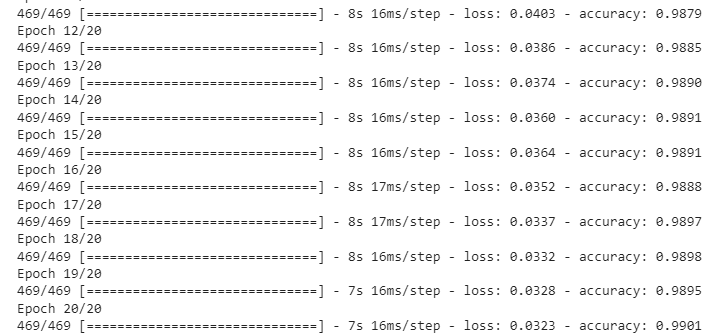 469/469 [==============================] - 8s 16ms/step - loss: 0.0403 - accuracy: 0.9879
Epoch 12/20
469/469 [==============================] - 8s 16ms/step - loss: 0.0386 - accuracy: 0.9885
Epoch 13/20
469/469 [==============================] - 8s 16ms/step - loss: 0.0374 - accuracy: 0.9890
Epoch 14/20
469/469 [==============================] - 8s 16ms/step - loss: 0.0360 - accuracy: 0.9891
Epoch 15/20
469/469 [==============================] - 8s 16ms/step - loss: 0.0364 - accuracy: 0.9891
Epoch 16/20
469/469 [==============================] - 8s 17ms/step - loss: 0.0352 - accuracy: 0.9888
Epoch 17/20
469/469 [==============================] - 8s 17ms/step - loss: 0.0337 - accuracy: 0.9897
Epoch 18/20
469/469 [==============================] - 8s 16ms/step - loss: 0.0332 - accuracy: 0.9898
Epoch 19/20
469/469 [==============================] - 7s 16ms/step - loss: 0.0328 - accuracy: 0.9895
Epoch 20/20
469/469 [==============================] - 7s 16ms/step - loss: 0.0323 - accuracy: 0.9901